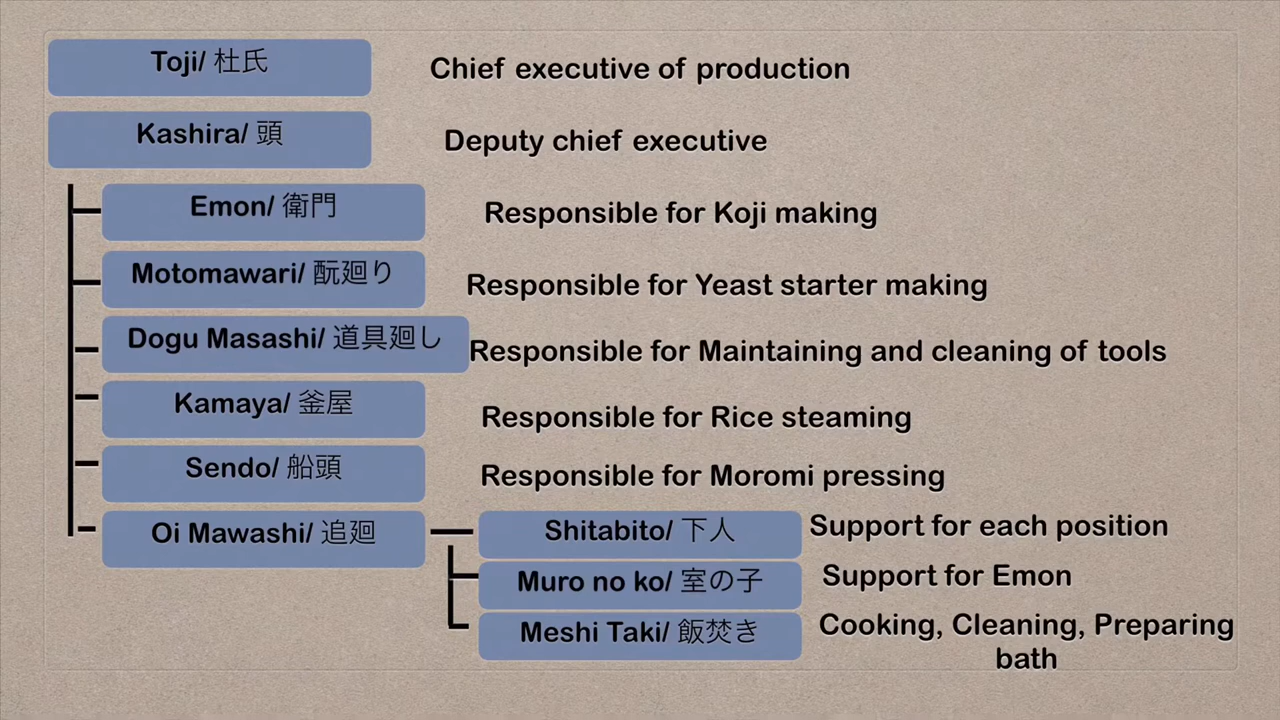 Toji/ 杜氏 Chief executive of production
Kashira/ 頭 Deputy chief executive
Emon/ 衛門 Responsible for Koji making
Motomawari/ 酛廻り Responsible for Yeast starter making
Dogu Masashi/ 道具廻し Responsible for Maintaining and cleaning of tools
Kamaya/ 釜屋 Responsible for Rice steaming
Sendo/ 船頭 Responsible for Moromi pressing
Oi Mawashi/ 追廻 Shitabito/ 下人 Support for each position
Muro no ko/ 室の子 Support for Emon
Meshi Taki/ 飯焚き Cooking, Cleaning, Preparing
bath